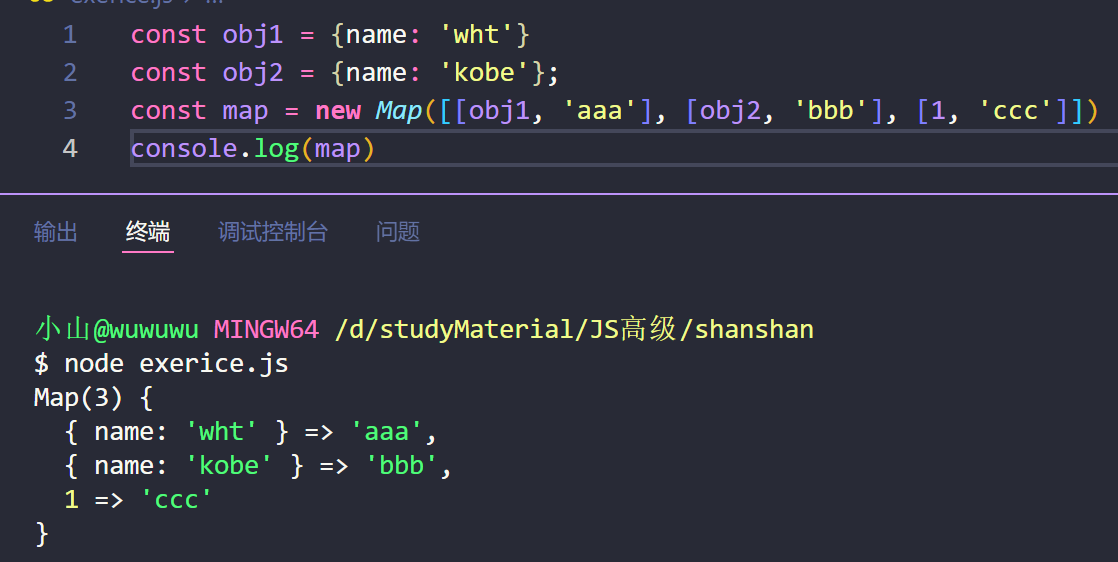 exerice.js > ...
1 const obj1 = {name: 'wht'}
2 const obj2 = {name: 'kobe'};
3 const map = new Map([[obj1, 'aaa'], [obj2, 'bbb'], [1, 'ccc']])
4 console.log(map)
输出 终端 调试控制台 问题
小山@wuwuwu MINGW64 /d/studyMaterial/JS高级/shanshan
$ node exerice.js
Map(3) {
  { name: 'wht' } => 'aaa',
  { name: 'kobe' } => 'bbb',
  1 => 'ccc'
}